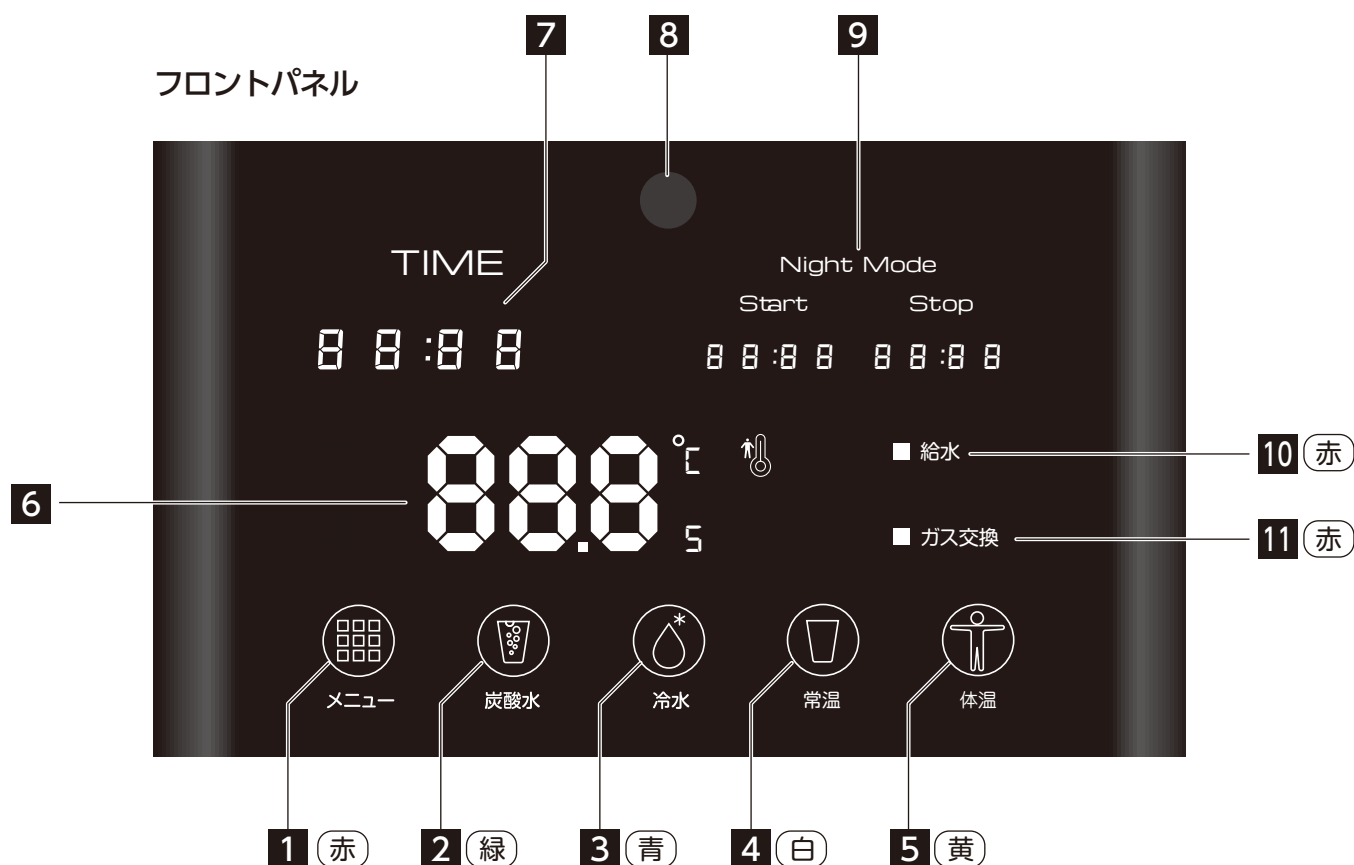 7 8 9
フロントパネル
TIME
Night Mode
Start Stop
88:88
88:88 88:88
88.8 ℃
給水
10 赤
6
S
ガス交換
11 赤
メニュー 炭酸水 冷水 常温 体温
1 赤 2 緑 3 青 4 白 5 黄